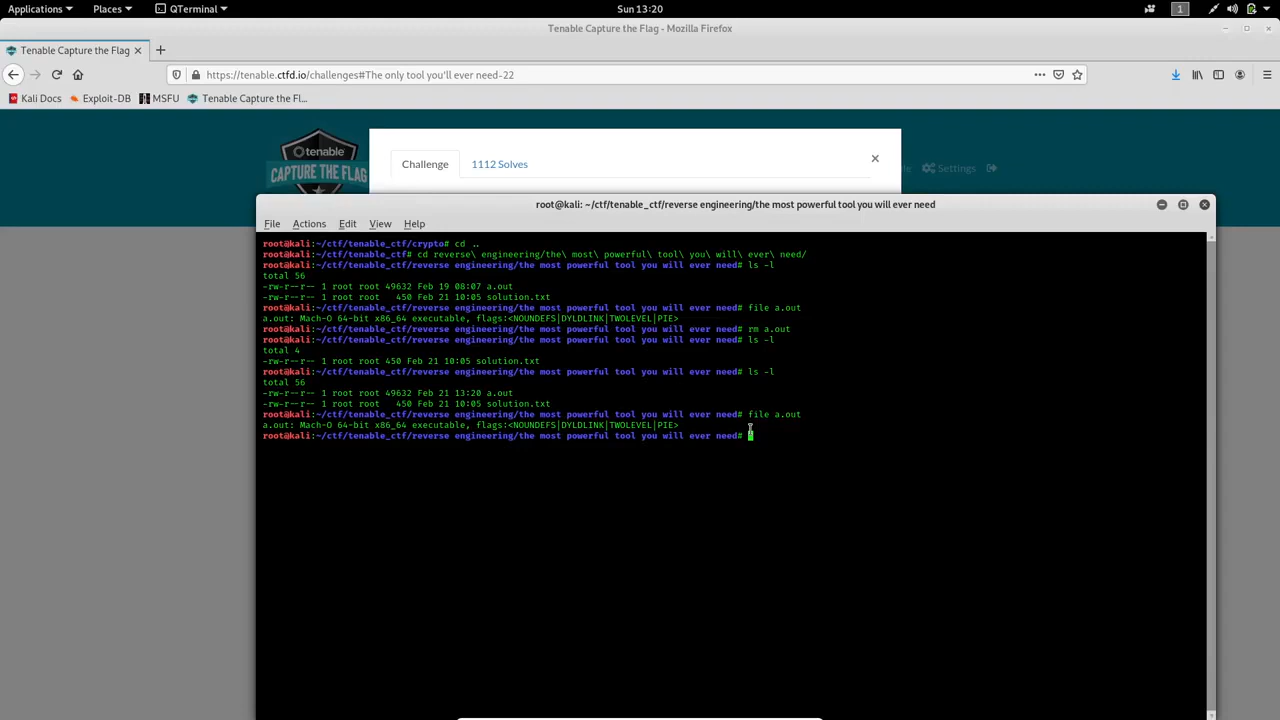 Applications
Places
QTerminal
Sun 13:20
1
Tenable Capture the Flag - Mozilla Firefox
Tenable Capture the Flag
https://tenable.ctfd.io/challenges#The only tool you'll ever need-22
Kali Docs
Exploit-DB
MSFU
Tenable Capture the Fl...
tenable
CAPTURE THE FLAG
Challenge
1112 Solves
Settings
root@kali: ~/ctf/tenable_ctf/reverse engineering/the most powerful tool you will ever need
File Actions Edit View Help
root@kali:~/ctf/tenable_ctf/crypto# cd ..
root@kali:~/ctf/tenable_ctf# cd reverse\ engineering/the\ most\ powerful\ tool\ you\ will\ ever\ need/
root@kali:~/ctf/tenable_ctf/reverse engineering/the most powerful tool you will ever need# ls -l
total 56
-rw-r--r-- 1 root root 49632 Feb 19 08:07 a.out
-rw-r--r-- 1 root root   450 Feb 21 10:05 solution.txt
root@kali:~/ctf/tenable_ctf/reverse engineering/the most powerful tool you will ever need# file a.out
a.out: Mach-O 64-bit x86_64 executable, flags:<NOUNDEFS|DYLDLINK|TWOLEVEL|PIE>
root@kali:~/ctf/tenable_ctf/reverse engineering/the most powerful tool you will ever need# rm a.out
root@kali:~/ctf/tenable_ctf/reverse engineering/the most powerful tool you will ever need# ls -l
total 4
-rw-r--r-- 1 root root 450 Feb 21 10:05 solution.txt
root@kali:~/ctf/tenable_ctf/reverse engineering/the most powerful tool you will ever need# ls -l
total 56
-rw-r--r-- 1 root root 49632 Feb 21 13:20 a.out
-rw-r--r-- 1 root root   450 Feb 21 10:05 solution.txt
root@kali:~/ctf/tenable_ctf/reverse engineering/the most powerful tool you will ever need# file a.out
a.out: Mach-O 64-bit x86_64 executable, flags:<NOUNDEFS|DYLDLINK|TWOLEVEL|PIE>
root@kali:~/ctf/tenable_ctf/reverse engineering/the most powerful tool you will ever need#